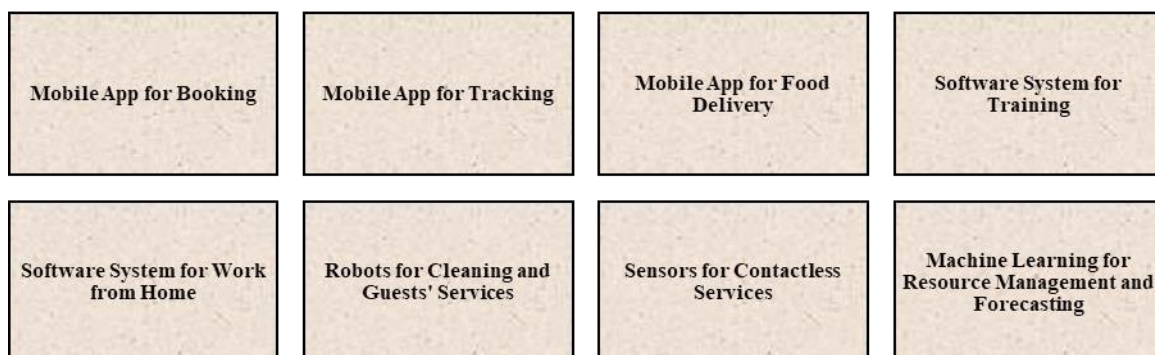 Mobile App for Booking
Mobile App for Tracking
Mobile App for Food
Delivery
Software System for
Training
Software System for Work
from Home
Robots for Cleaning and
Guests' Services
Sensors for Contactless
Services
Machine Learning for
Resource Management and
Forecasting